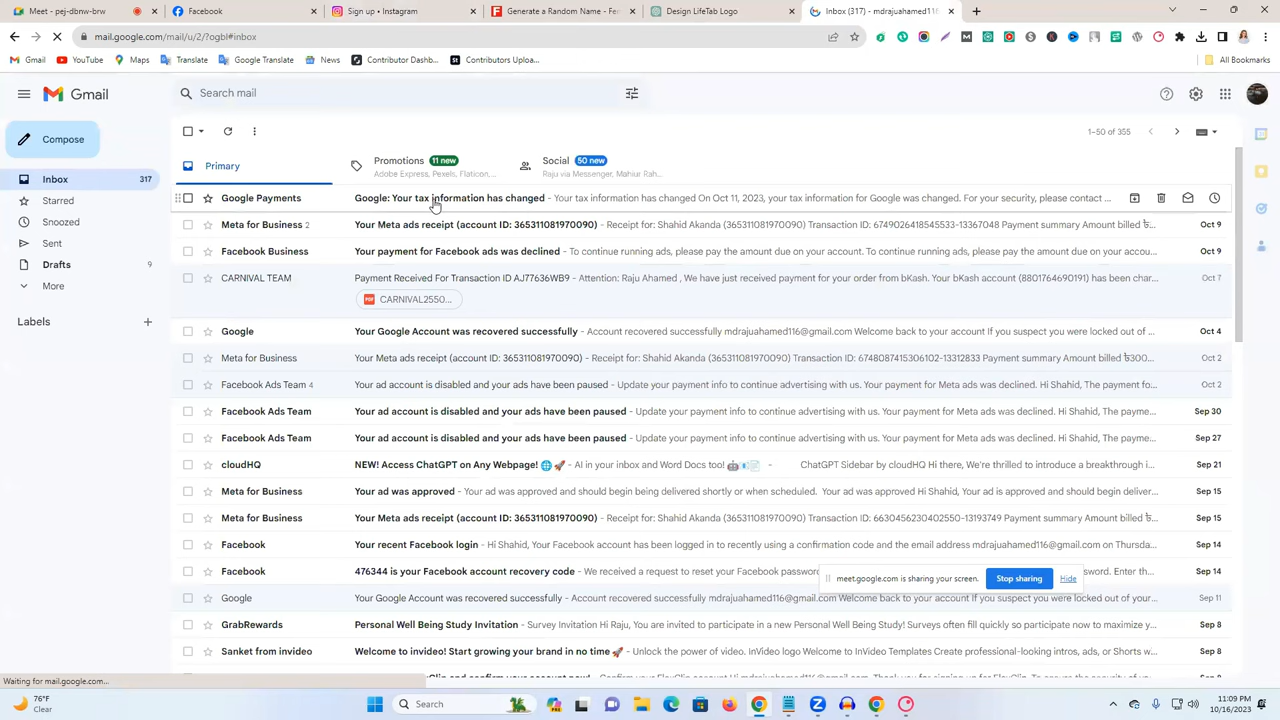 Meet - pejdbnbw-brw
Facebook
Sign up • Instagram
Generate a Random Name - Fe
Design LifeTab Logo
Inbox (317) - mdrajuahamed116
mail.google.com/mail/u/2/?ogbl#inbox
Gmail
YouTube
Maps
Translate
Google Translate
News
Contributor Dashb...
Contributors Uploa...
All Bookmarks
Gmail
Search mail
Compose
1–50 of 355
Primary
Promotions 11 new
Adobe Express, Pexels, Flaticon,...
Social 50 new
Raju via Messenger, Mahiur Rah...
Inbox 317
Starred
Snoozed
Sent
Drafts 9
More
Labels
Google Payments Google: Your tax information has changed - Your tax information has changed On Oct 11, 2023, your tax information for Google was changed. For your security, please contact ...
Meta for Business 2 Your Meta ads receipt (account ID: 365311081970090) - Receipt for: Shahid Akanda (365311081970090) Transaction ID: 6749026418545533-13367048 Payment summary Amount billed ৳... Oct 9
Facebook Business Your payment for Facebook ads was declined - To continue running ads, please pay the amount due on your account. To continue running ads, please pay the amount due on your accou... Oct 9
CARNIVAL TEAM Payment Received For Transaction ID AJ77636WB9 - Attention: Raju Ahamed , We have just received payment for your order from bKash. Your bKash account (8801764690191) has been char... Oct 7
PDF CARNIVAL2550...
Google Your Google Account was recovered successfully - Account recovered successfully mdrajuahamed116@gmail.com Welcome back to your account If you suspect you were locked out of ... Oct 4
Meta for Business Your Meta ads receipt (account ID: 365311081970090) - Receipt for: Shahid Akanda (365311081970090) Transaction ID: 6748087415306102-13312833 Payment summary Amount billed ৳300... Oct 2
Facebook Ads Team 4 Your ad account is disabled and your ads have been paused - Update your payment info to continue advertising with us. Your payment for Meta ads was declined. Hi Shahid, The payment fo... Oct 2
Facebook Ads Team Your ad account is disabled and your ads have been paused - Update your payment info to continue advertising with us. Your payment for Meta ads was declined. Hi Shahid, The payme... Sep 30
Facebook Ads Team Your ad account is disabled and your ads have been paused - Update your payment info to continue advertising with us. Your payment for Meta ads was declined. Hi Shahid, The payme... Sep 27
cloudHQ NEW! Access ChatGPT on Any Webpage! - AI in your inbox and Word Docs too! - ChatGPT Sidebar by cloudHQ Hi there, We're thrilled to introduce a breakthrough i... Sep 21
Meta for Business Your ad was approved - Your ad was approved and should begin being delivered shortly or when scheduled. Your ad was approved Hi Shahid, Your ad is approved and should begin deliver... Sep 15
Meta for Business Your Meta ads receipt (account ID: 365311081970090) - Receipt for: Shahid Akanda (365311081970090) Transaction ID: 6630456230402550-13193749 Payment summary Amount billed ৳... Sep 15
Facebook Your recent Facebook login - Hi Shahid, Your Facebook account has been logged in to recently using a confirmation code and the email address mdrajuahamed116@gmail.com on Thursda... Sep 14
Facebook 476344 is your Facebook account recovery code - We received a request to reset your Facebook password Enter th... Sep 14
meet.google.com is sharing your screen.
Stop sharing
Hide
Google Your Google Account was recovered successfully - Account recovered successfully mdrajuahamed116@gmail.com Welcome back to your account If you suspect you were locked out of your... Sep 11
GrabRewards Personal Well Being Study Invitation - Survey Invitation Hi Raju, You are invited to participate in a new Personal Well Being Study! Surveys often fill quickly so participate now to maximize y... Sep 8
Sanket from invideo Welcome to invideo! Start growing your brand in no time - Unlock the power of video. InVideo logo InVideo Templates Create professional-looking intros, ads, or Shorts w... Sep 8
Waiting for mail.google.com...
76°F
Clear
Search
11:09 PM
10/16/2023